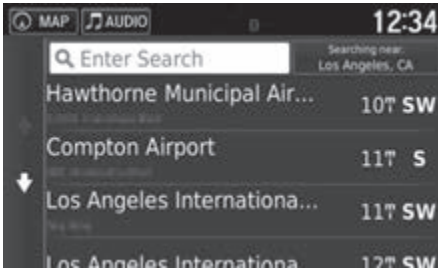 MAP AUDIO 12:34
Enter Search
Searching near:
Los Angeles, CA
Hawthorne Municipal Air... 10 SW
Compton Airport 11 S
Los Angeles Internationa... 11 SW
Los Angeles Internationa 12 SW